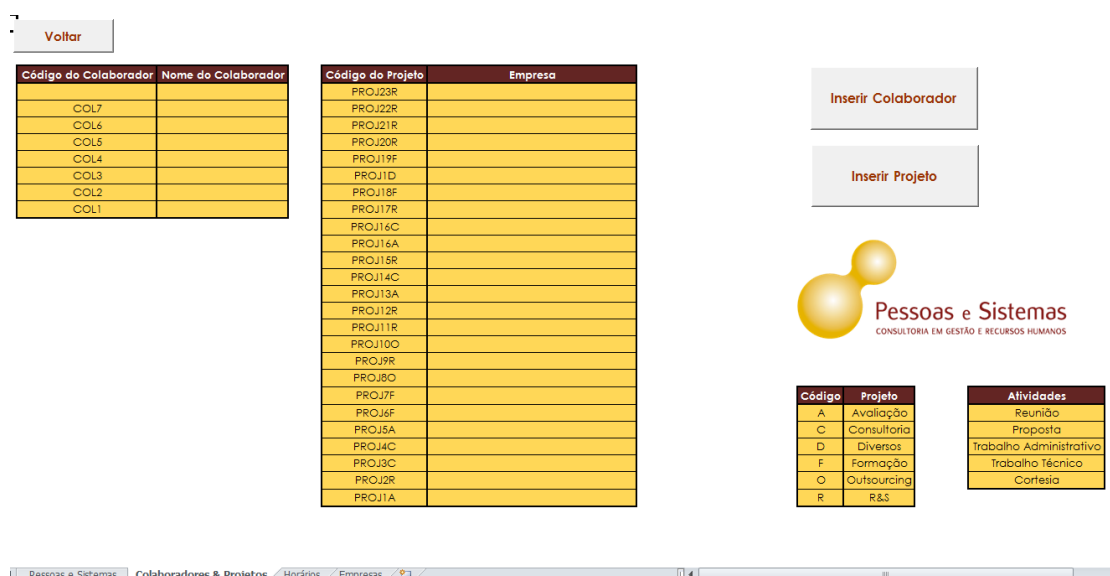 Voltar
Código do Colaborador Nome do Colaborador
COL7
COL6
COL5
COL4
COL3
COL2
COL1
Código do Projeto Empresa
PROJ23R
PROJ22R
PROJ21R
PROJ20R
PROJ19F
PROJ1D
PROJ18F
PROJ17R
PROJ16C
PROJ16A
PROJ15R
PROJ14C
PROJ13A
PROJ12R
PROJ11R
PROJ10O
PROJ9R
PROJ8O
PROJ7F
PROJ6F
PROJ5A
PROJ4C
PROJ3C
PROJ2R
PROJ1A
Inserir Colaborador
Inserir Projeto
Pessoas e Sistemas
CONSULTORIA EM GESTÃO E RECURSOS HUMANOS
Código Projeto
A Avaliação
C Consultoria
D Diversos
F Formação
O Outsourcing
R R&S
Atividades
Reunião
Proposta
Trabalho Administrativo
Trabalho Técnico
Cortesia
Pessoas e Sistemas Colaboradores & Projetos Horários Empresas